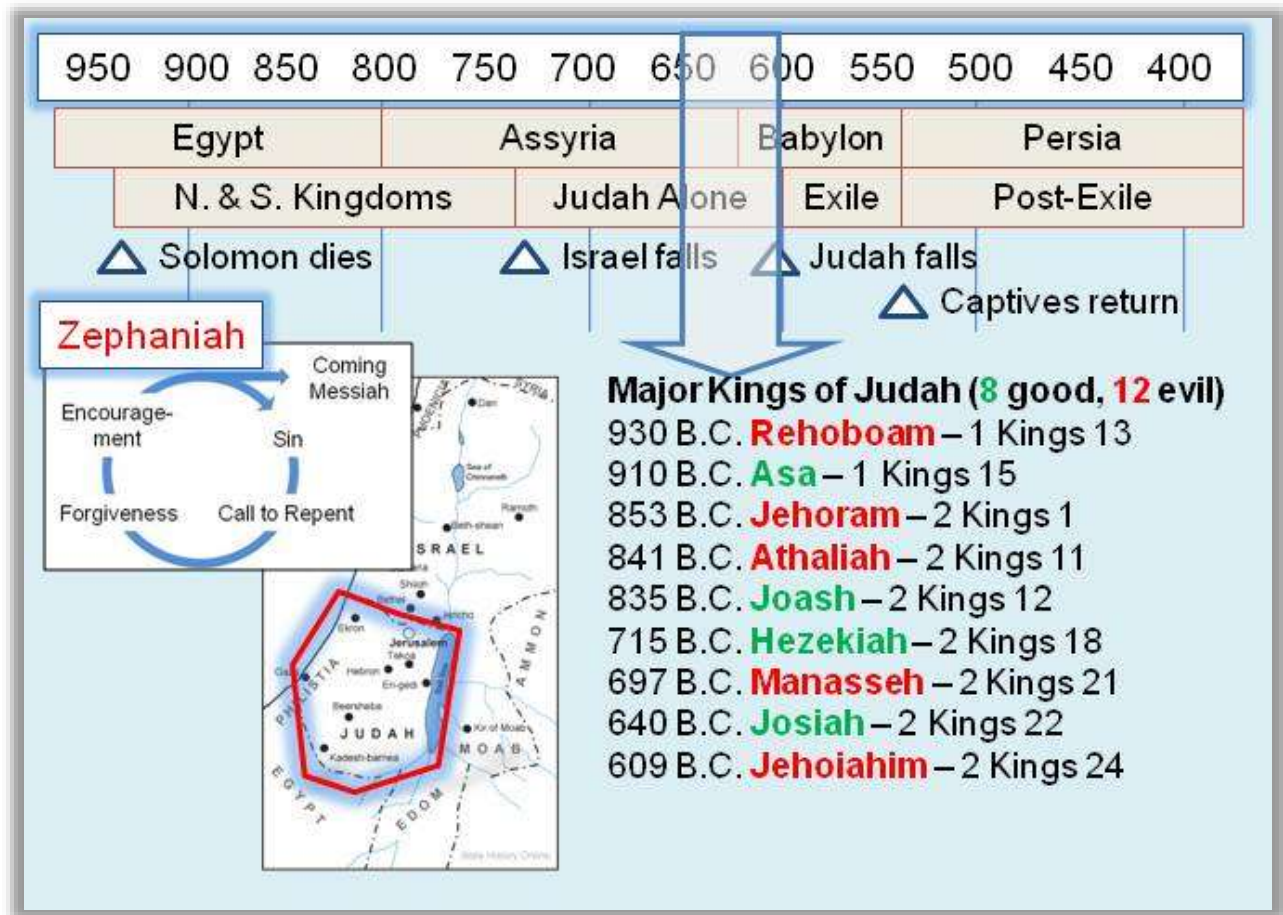 950 900 850 800 750 700 650 600 550 500 450 400
Egypt Assyria Babylon Persia
N. & S. Kingdoms Judah Alone Exile Post-Exile
Solomon dies Israel falls Judah falls
Captives return
Zephaniah
Coming
Messiah
Encourage-
ment
Sin
Forgiveness Call to Repent
Major Kings of Judah (8 good, 12 evil)
930 B.C. Rehoboam – 1 Kings 13
910 B.C. Asa – 1 Kings 15
853 B.C. Jehoram – 2 Kings 1
841 B.C. Athaliah – 2 Kings 11
835 B.C. Joash – 2 Kings 12
715 B.C. Hezekiah – 2 Kings 18
697 B.C. Manasseh – 2 Kings 21
640 B.C. Josiah – 2 Kings 22
609 B.C. Jehoiahim – 2 Kings 24
SYRIA
Dan
Sea of
Ramoth
Beth-shean
SRAEL
Shiloh
Bethel
Jericho
Ekron
Jerusalem
Tekoa
Hebron
En-gedi
AMMON
PHILISTIA
Beersheba
JUDAH
Kadesh-barnea
Kir of Moab
MOAB
EGYPT
EDOM